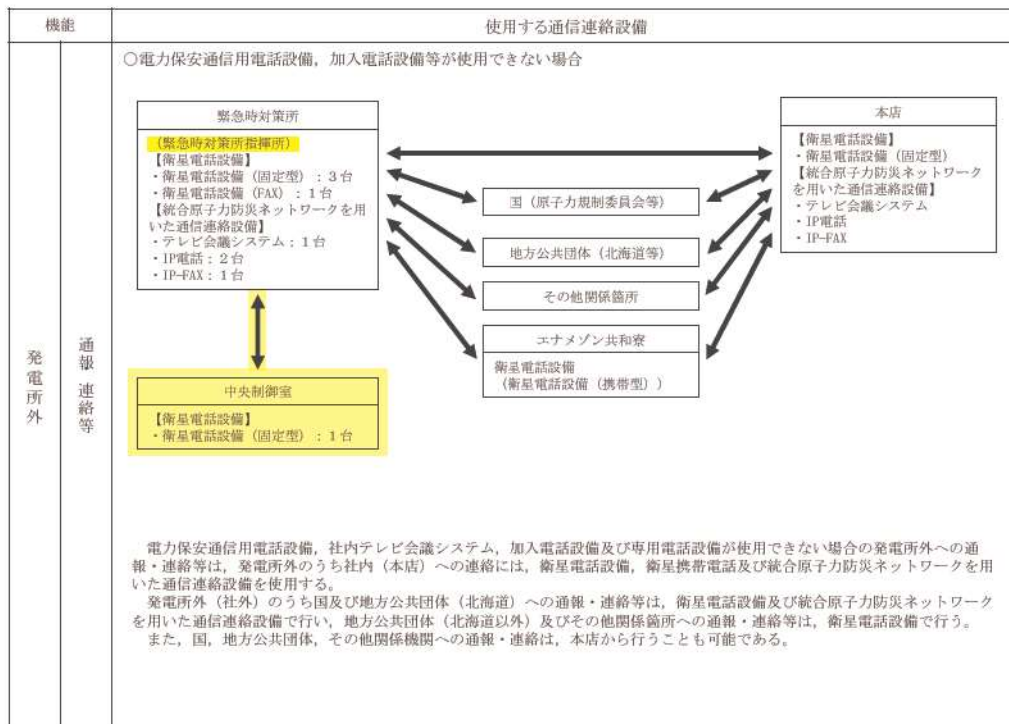 機能
使用する通信連絡設備
発電所外
通報・連絡等
○電力保安通信用電話設備，加入電話設備等が使用できない場合
緊急時対策所
（緊急時対策所指揮所）
【衛星電話設備】
・衛星電話設備（固定型）：３台
・衛星電話設備（FAX）：１台
【統合原子力防災ネットワークを用
いた通信連絡設備】
・テレビ会議システム：１台
・IP電話：２台
・IP-FAX：１台
本店
【衛星電話設備】
・衛星電話設備（固定型）
【統合原子力防災ネットワーク
を用いた通信連絡設備】
・テレビ会議システム
・IP電話
・IP-FAX
国（原子力規制委員会等）
地方公共団体（北海道等）
その他関係箇所
エナメゾン共和寮
衛星電話設備
（衛星電話設備（携帯型））
中央制御室
【衛星電話設備】
・衛星電話設備（固定型）：１台
電力保安通信用電話設備，社内テレビ会議システム，加入電話設備及び専用電話設備が使用できない場合の発電所外への通
報・連絡等は，発電所外のうち社内（本店）への連絡には，衛星電話設備，衛星携帯電話及び統合原子力防災ネットワークを用
いた通信連絡設備を使用する。
発電所外（社外）のうち国及び地方公共団体（北海道）への通報・連絡等は，衛星電話設備及び統合原子力防災ネットワーク
を用いた通信連絡設備で行い，地方公共団体（北海道以外）及びその他関係箇所への通報・連絡等は，衛星電話設備で行う。
また，国，地方公共団体，その他関係機関への通報・連絡は，本店から行うことも可能である。